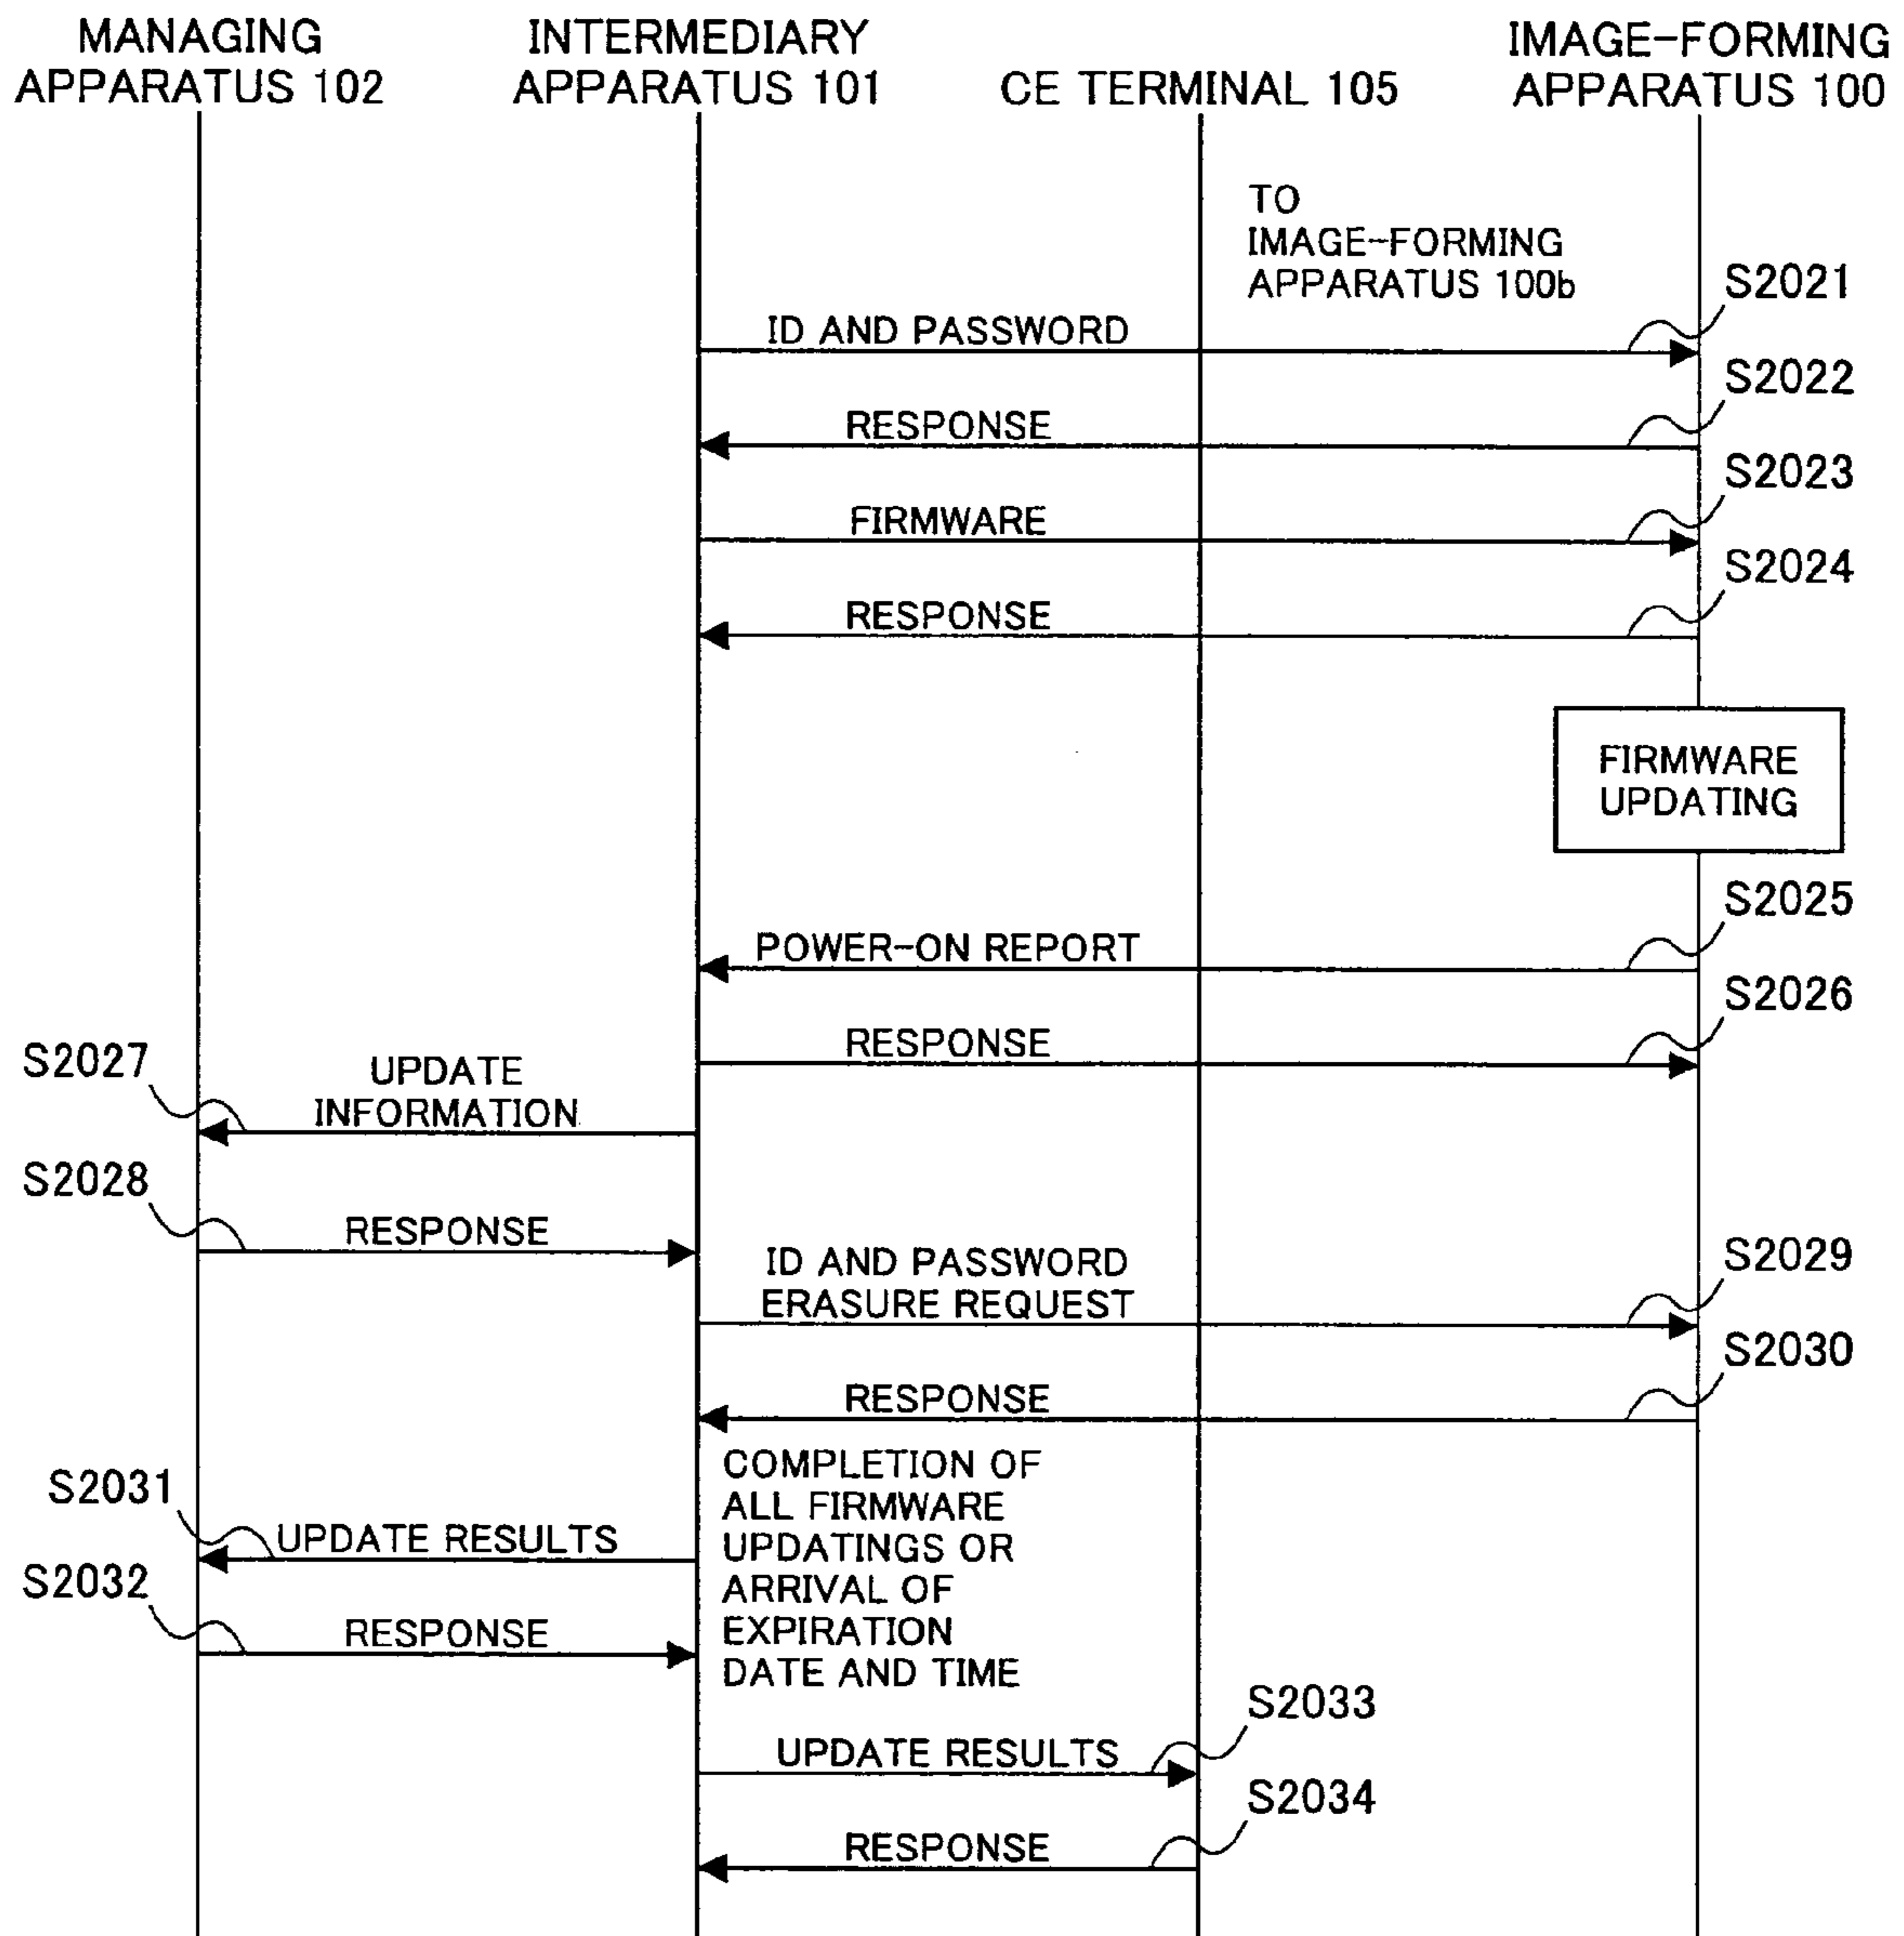 MANAGING
APPARATUS 102
INTERMEDIARY
APPARATUS 101
CE TERMINAL 105
IMAGE-FORMING
APPARATUS 100
TO
IMAGE-FORMING
APPARATUS 100b
S2021
ID AND PASSWORD
S2022
RESPONSE
S2023
FIRMWARE
S2024
RESPONSE
FIRMWARE
UPDATING
S2025
POWER-ON REPORT
S2026
RESPONSE
S2027
UPDATE
INFORMATION
S2028
RESPONSE
S2029
ID AND PASSWORD
ERASURE REQUEST
S2030
RESPONSE
COMPLETION OF
ALL FIRMWARE
UPDATINGS OR
ARRIVAL OF
EXPIRATION
DATE AND TIME
S2031
UPDATE RESULTS
S2032
RESPONSE
S2033
UPDATE RESULTS
S2034
RESPONSE